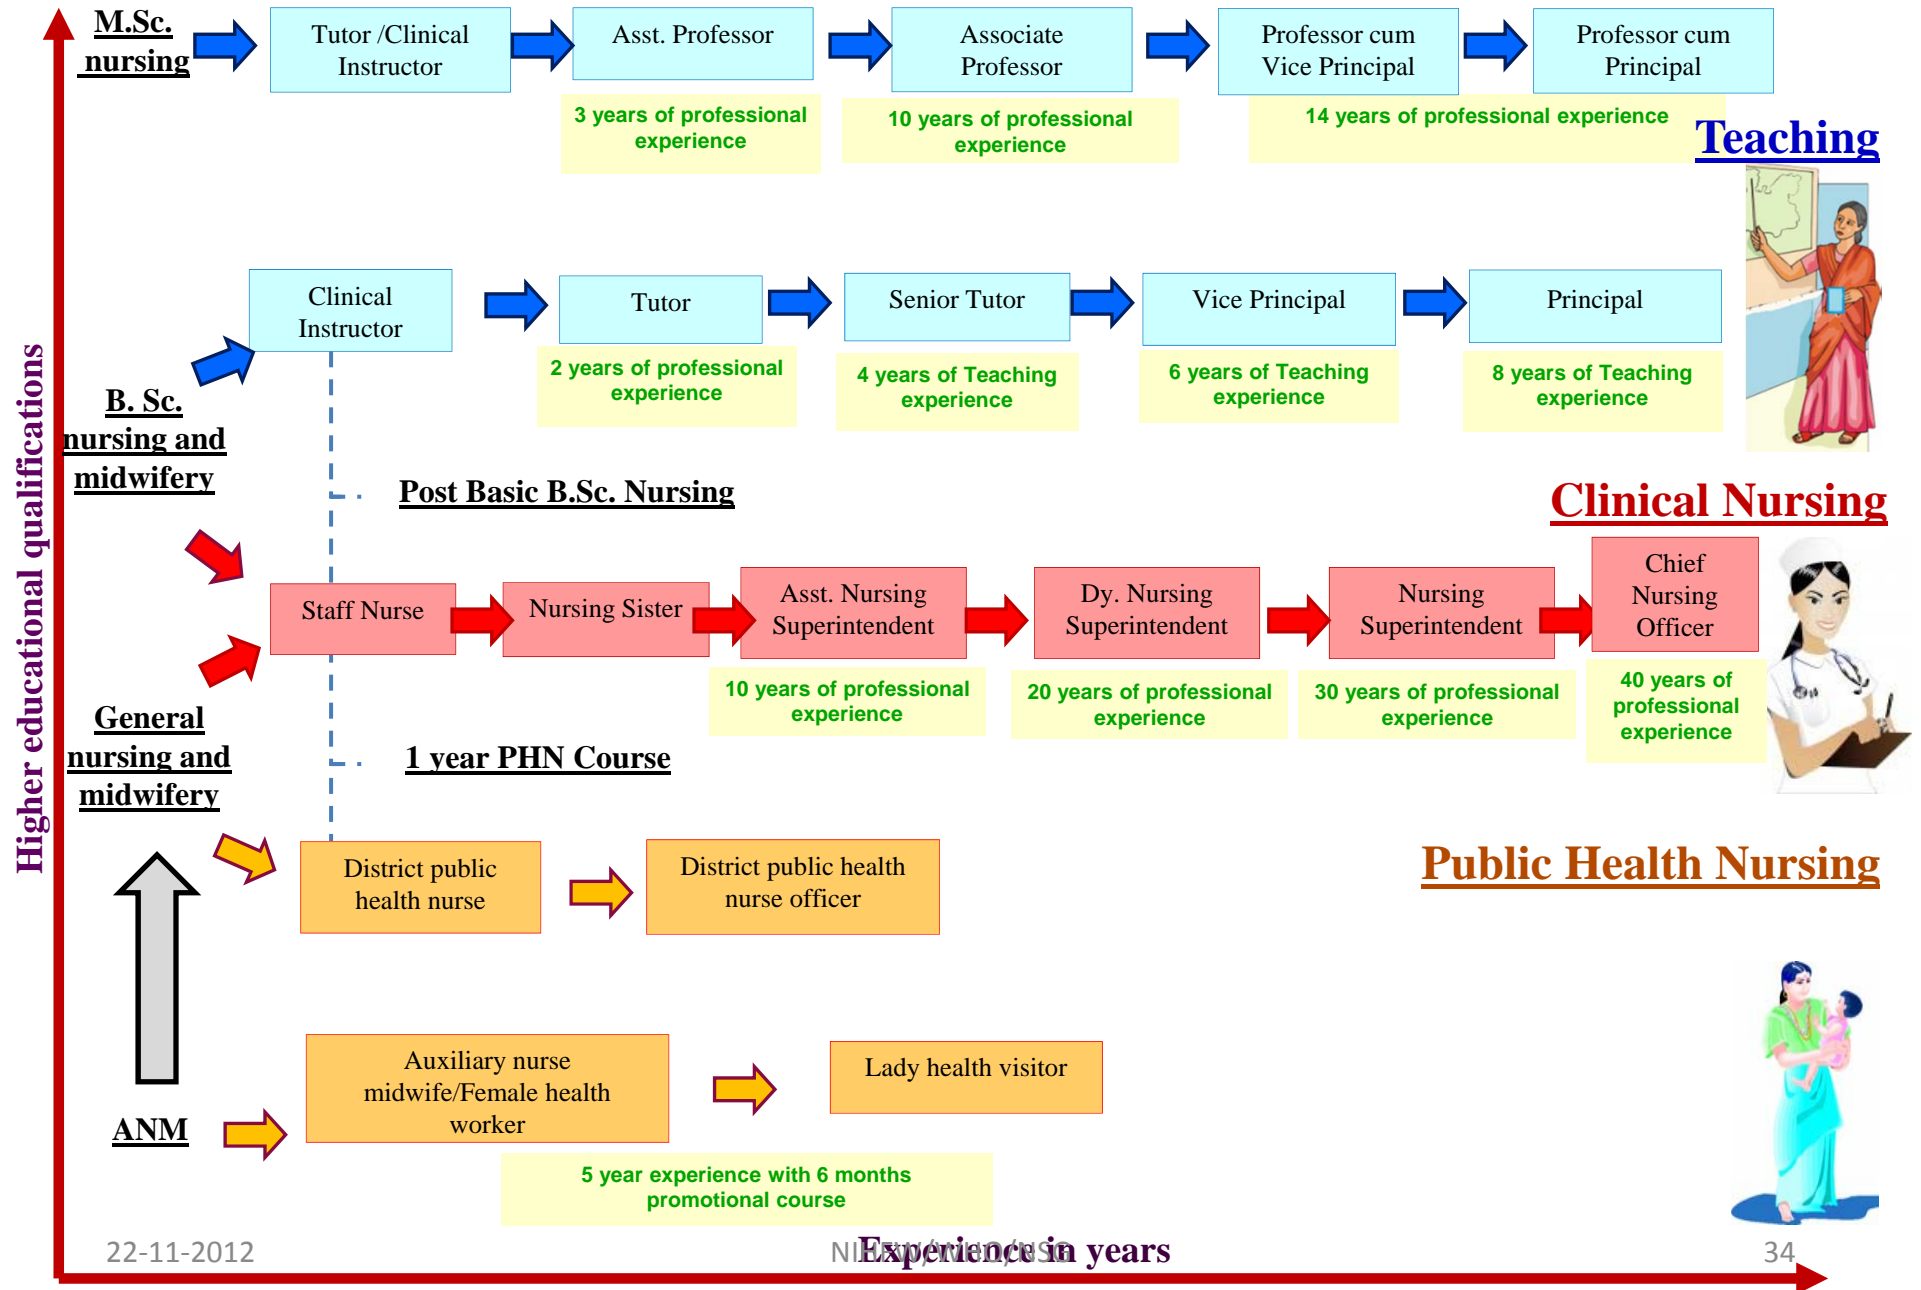 M.Sc.
nursing
Tutor /Clinical
Instructor
Asst. Professor
Associate
Professor
Professor cum
Vice Principal
Professor cum
Principal
3 years of professional
experience
10 years of professional
experience
14 years of professional experience
Teaching
Clinical
Instructor
Tutor
Senior Tutor
Vice Principal
Principal
2 years of professional
experience
4 years of Teaching
experience
6 years of Teaching
experience
8 years of Teaching
experience
B. Sc.
nursing and
midwifery
Post Basic B.Sc. Nursing
Clinical Nursing
Staff Nurse
Nursing Sister
Asst. Nursing
Superintendent
Dy. Nursing
Superintendent
Nursing
Superintendent
Chief
Nursing
Officer
10 years of professional
experience
20 years of professional
experience
30 years of professional
experience
40 years of
professional
experience
General
nursing and
midwifery
1 year PHN Course
Public Health Nursing
District public
health nurse
District public health
nurse officer
ANM
Auxiliary nurse
midwife/Female health
worker
Lady health visitor
5 year experience with 6 months
promotional course
Higher educational qualifications
Experience in years
22-11-2012
NIHFW/WHO/NSG
34